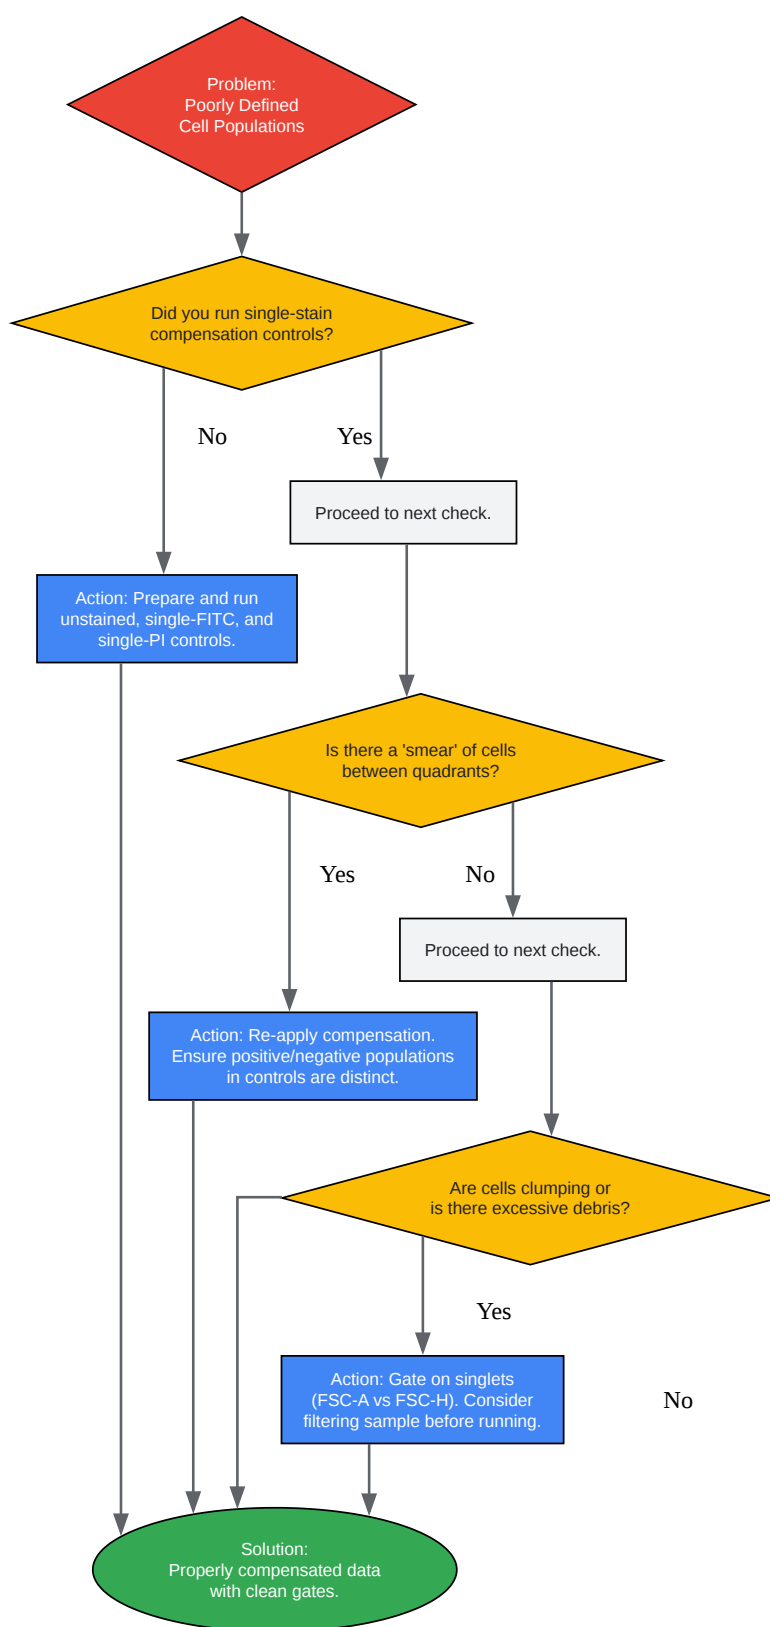 Problem:
Poorly Defined
Cell Populations
Did you run single-stain
compensation controls?
No
Yes
Proceed to next check.
Action: Prepare and run
unstained, single-FITC, and
single-PI controls.
Is there a 'smear' of cells
between quadrants?
Yes
No
Proceed to next check.
Action: Re-apply compensation.
Ensure positive/negative populations
in controls are distinct.
Are cells clumping or
is there excessive debris?
Yes
Action: Gate on singlets
(FSC-A vs FSC-H). Consider
filtering sample before running.
No
Solution:
Properly compensated data
with clean gates.